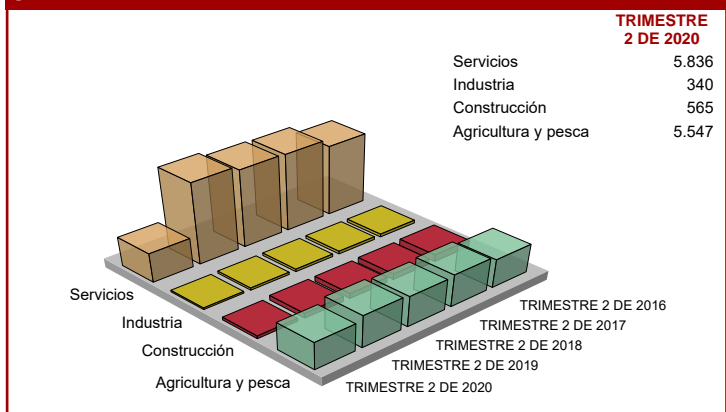 TRIMESTRE
2 DE 2020
Servicios 5.836
Industria 340
Construcción 565
Agricultura y pesca 5.547
Servicios
Industria
Construcción
Agricultura y pesca
TRIMESTRE 2 DE 2016
TRIMESTRE 2 DE 2017
TRIMESTRE 2 DE 2018
TRIMESTRE 2 DE 2019
TRIMESTRE 2 DE 2020